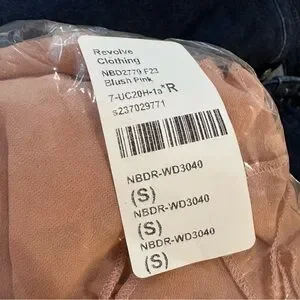 Revolve
Clothing
NBD2779 F23
Blush Pink
7-UC20H-1a*R
s237029771
NBDR-WD3040
(S)
NBDR-WD3040
(S)
NBDR-WD3040
(S)